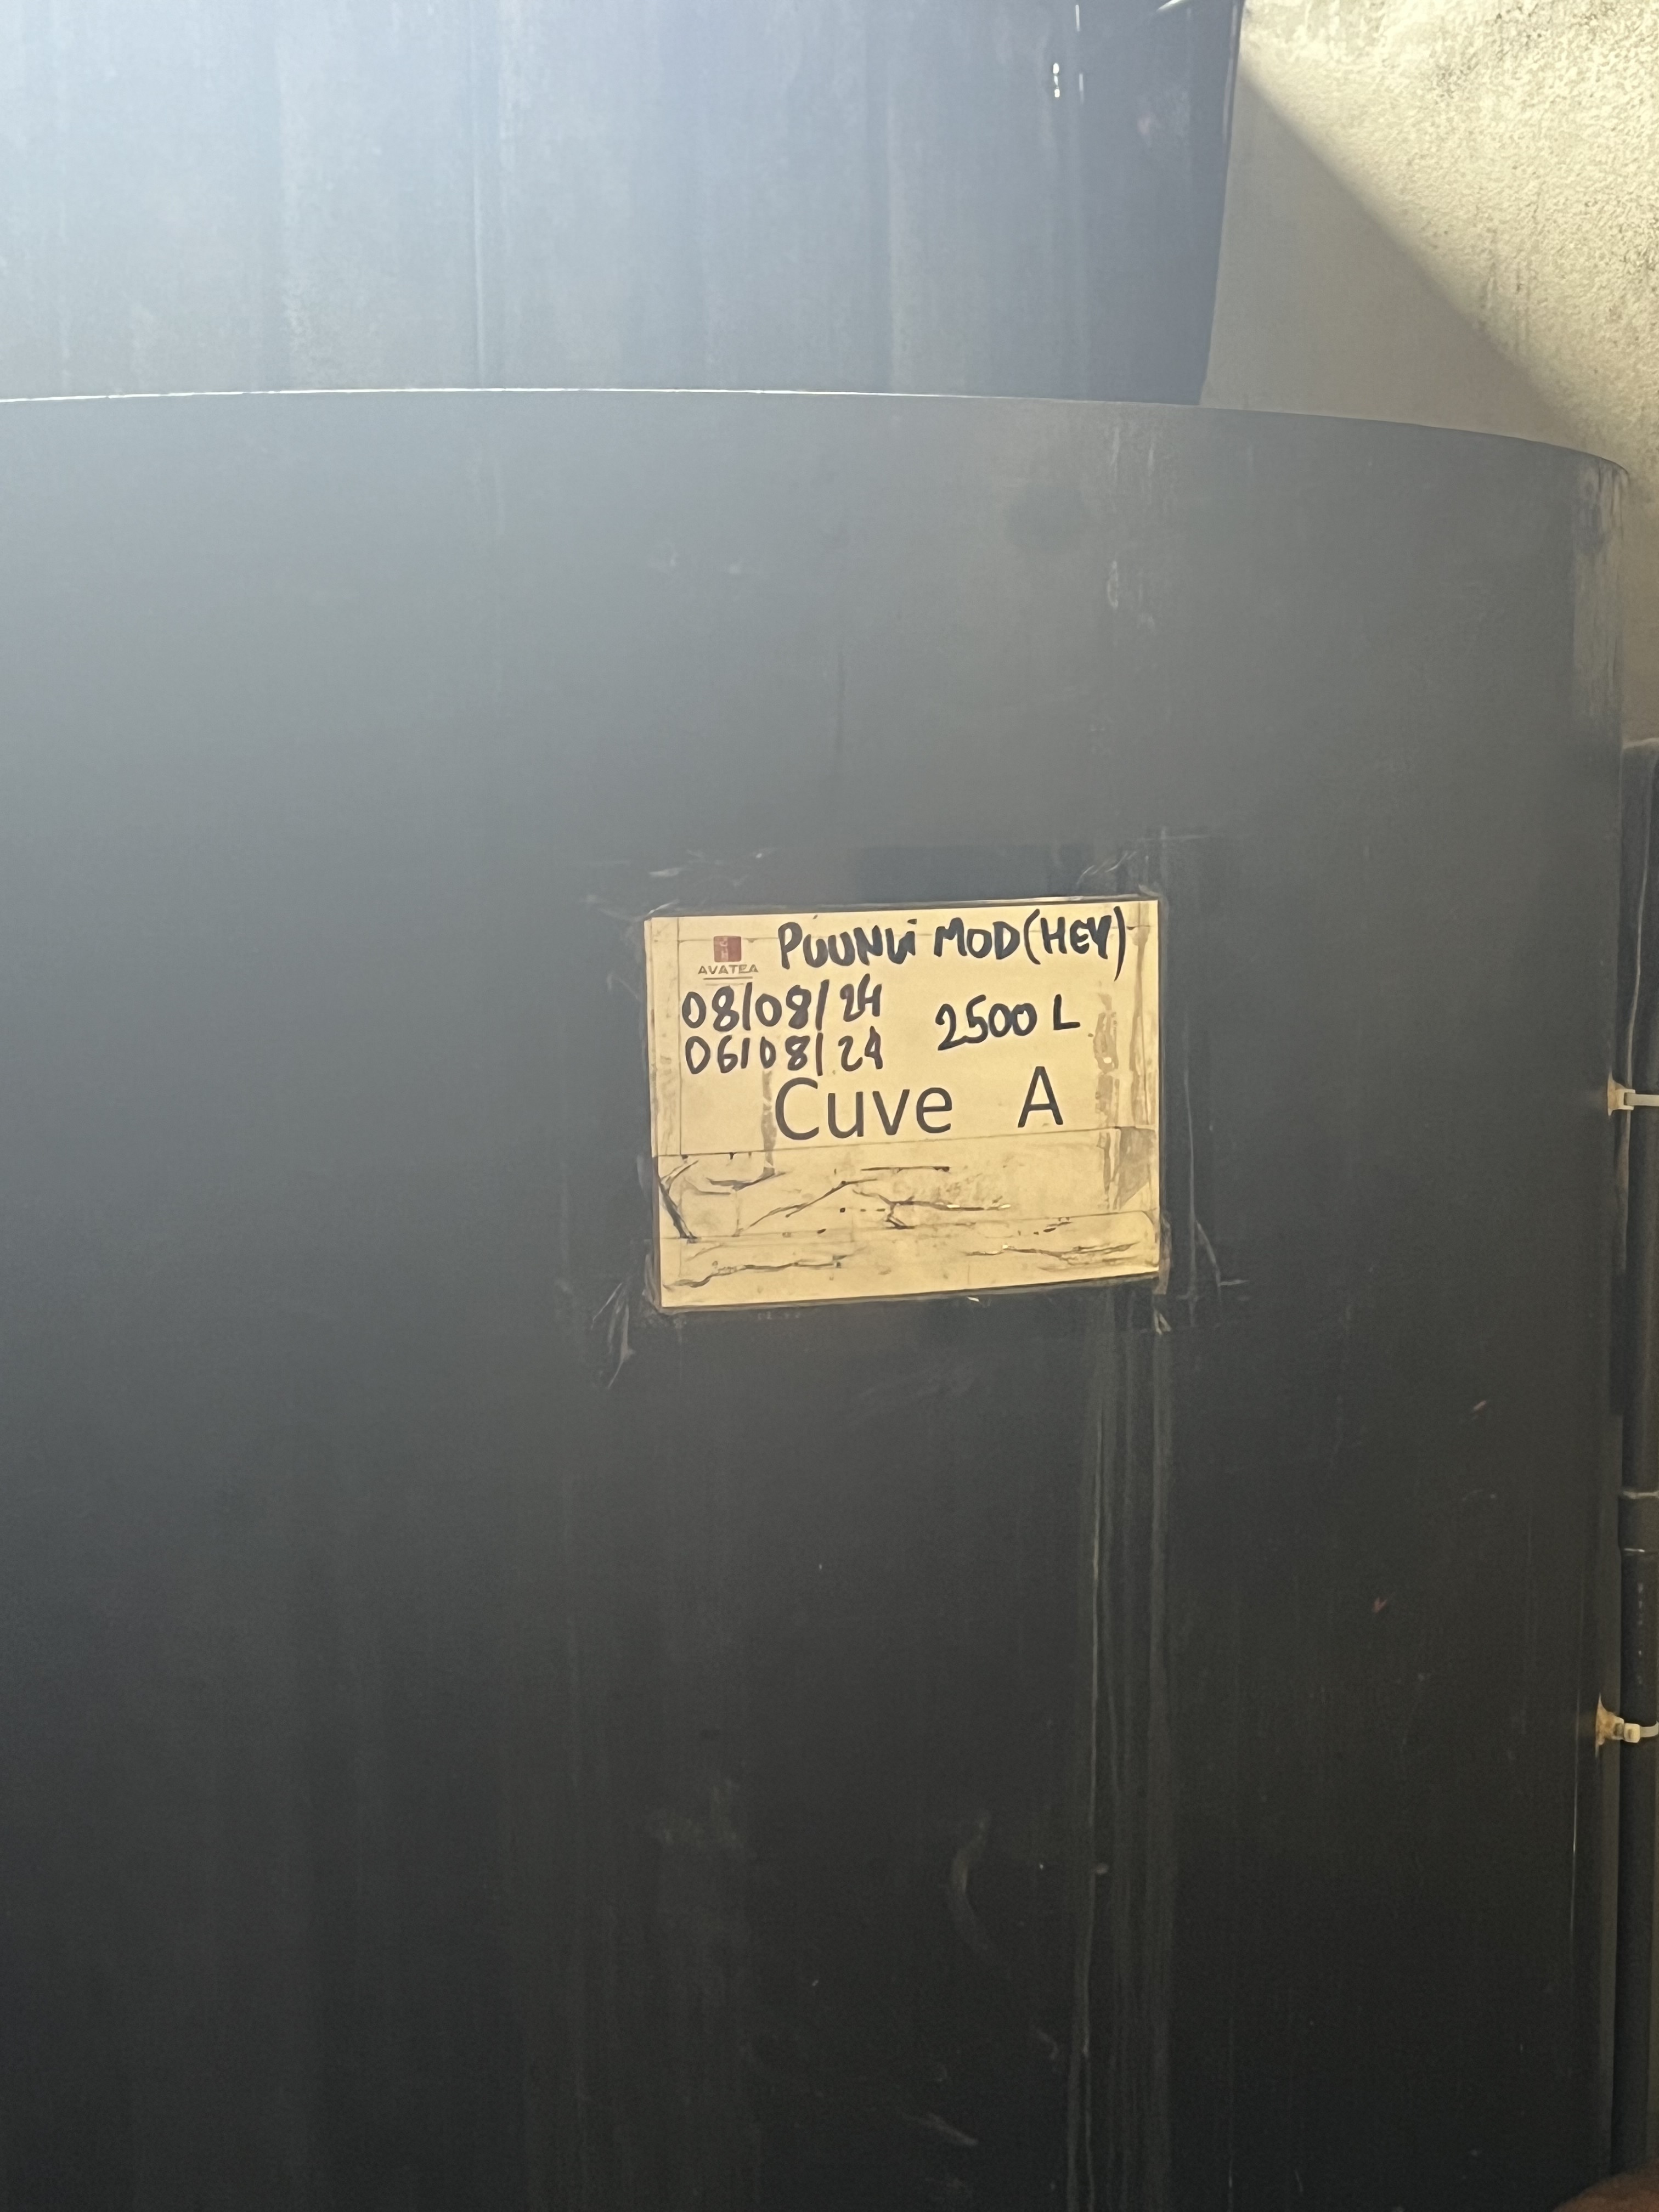 PUUNUi MOD (HEY)
AVATEA
08/08/24
2500 L
06/08/24
Cuve A